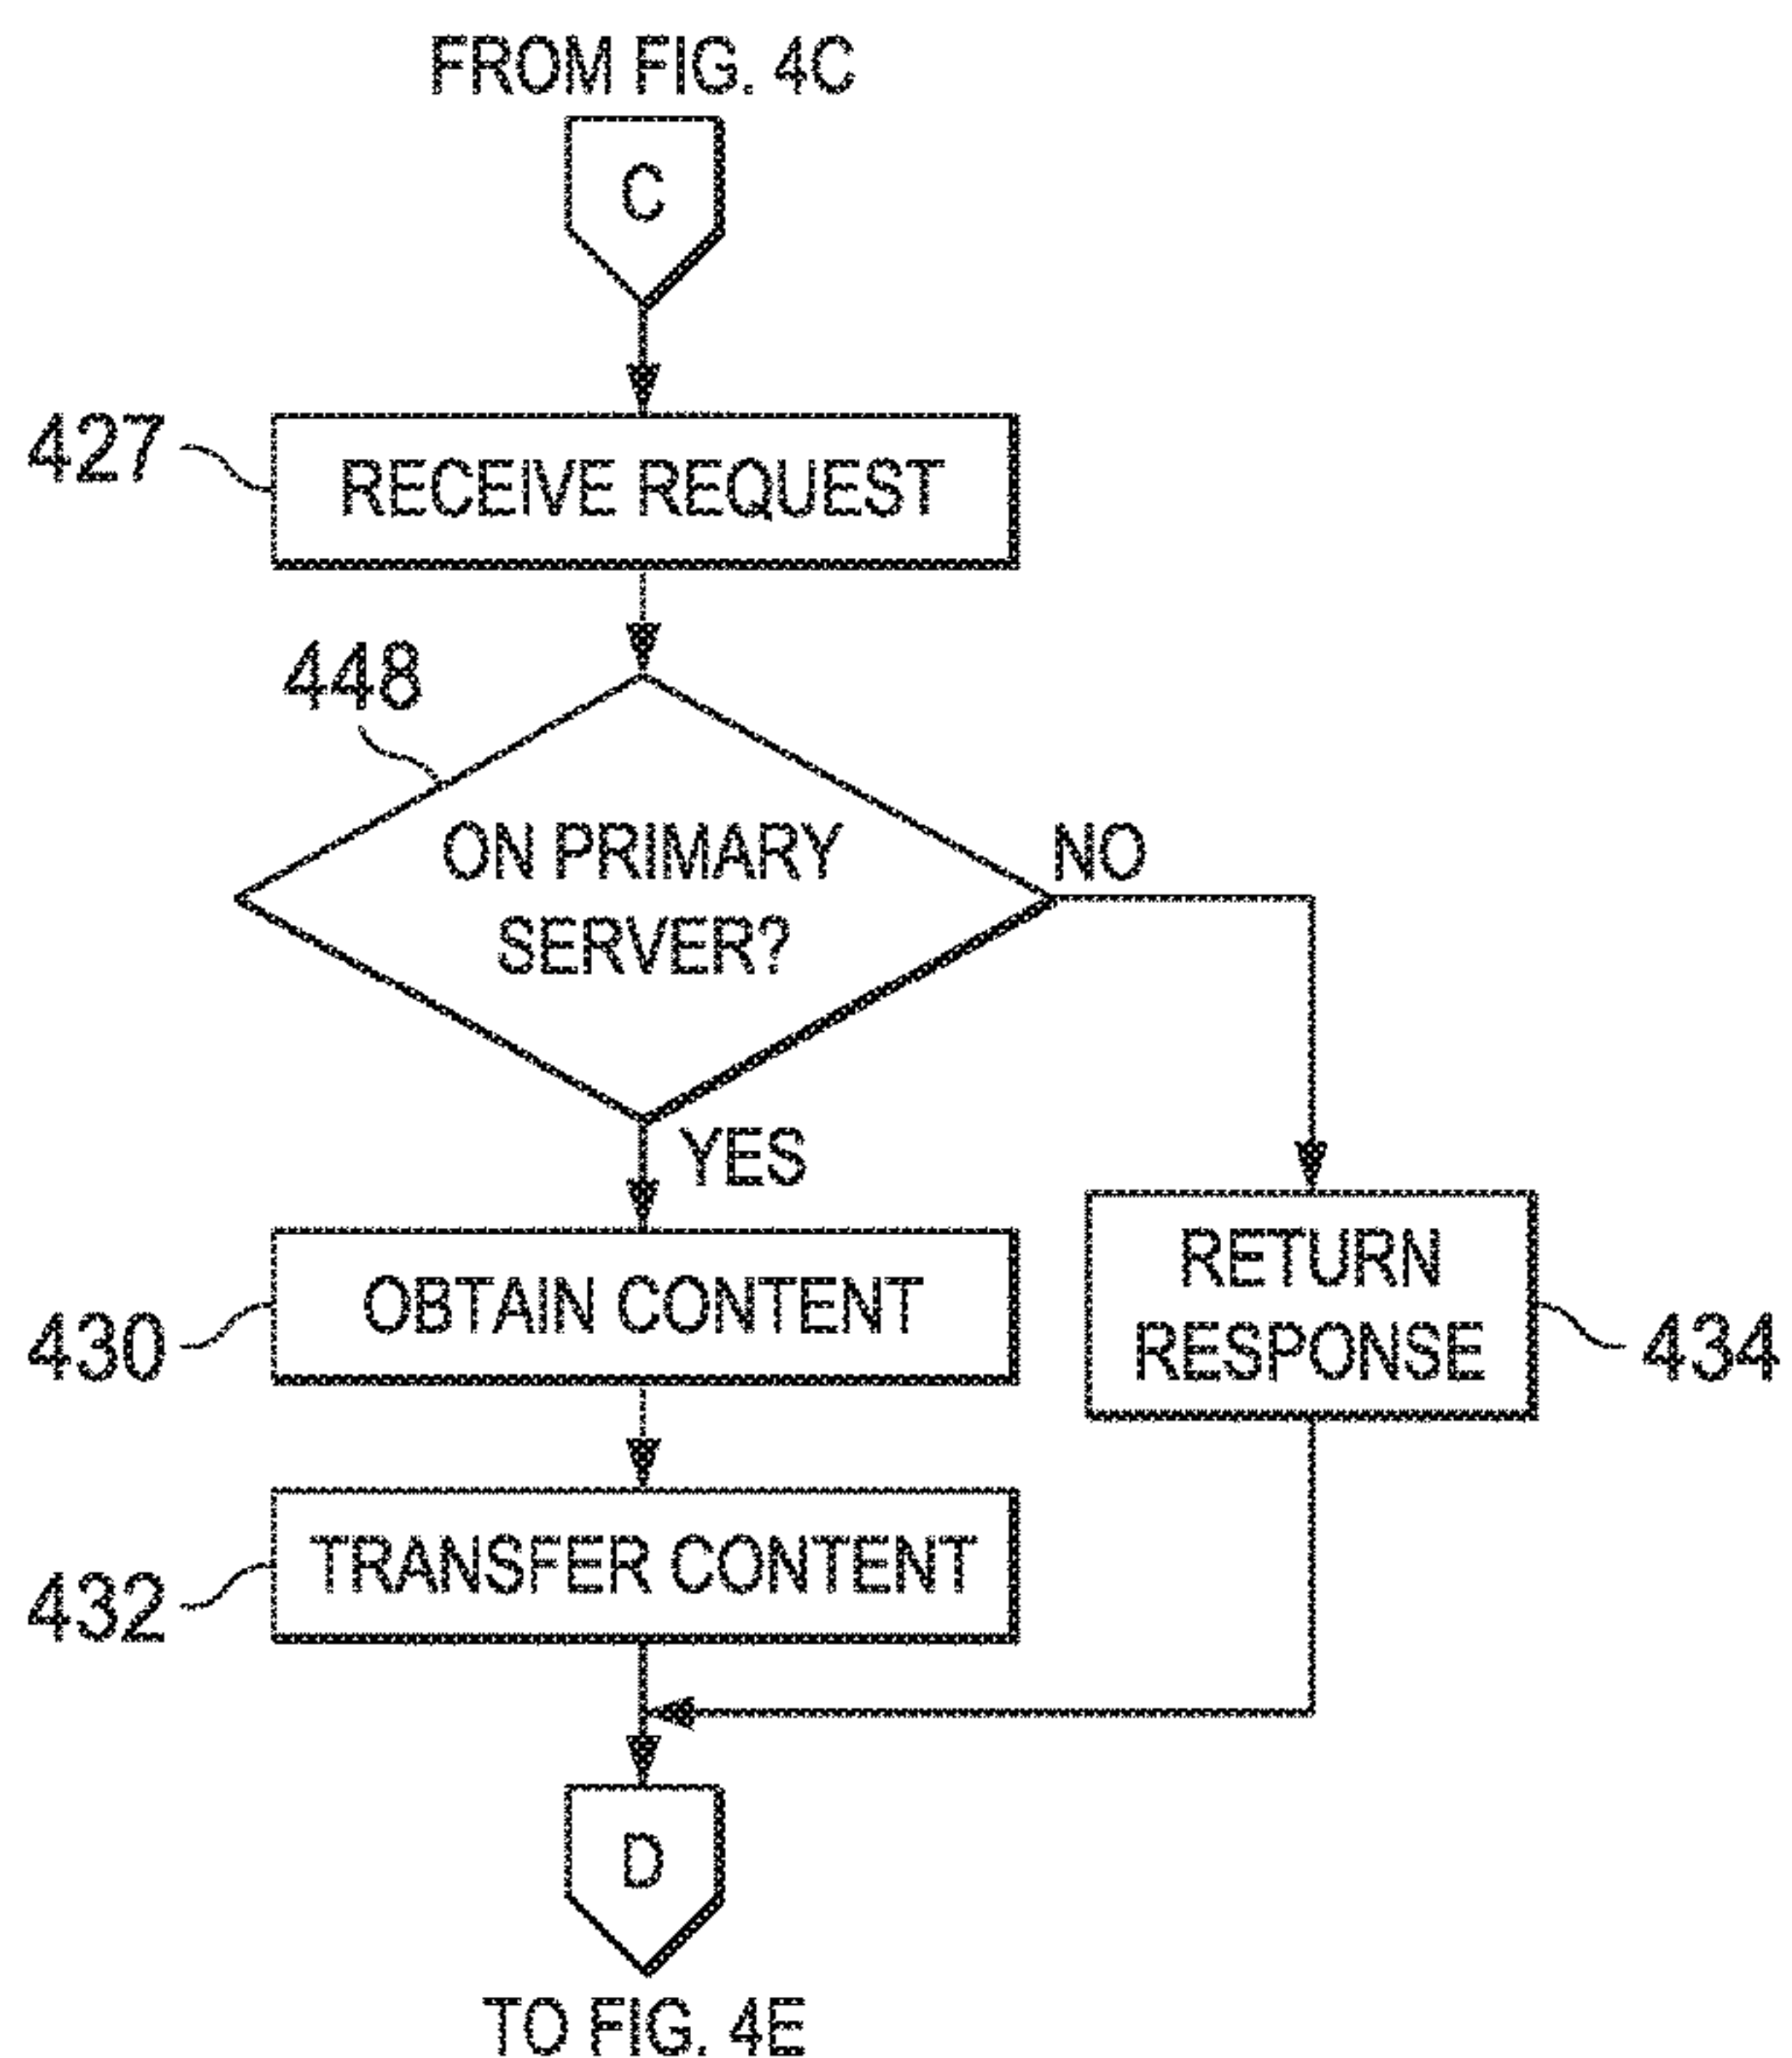 FROM FIG. 4C
C
427
RECEIVE REQUEST
448
ON PRIMARY
SERVER?
NO
YES
430
OBTAIN CONTENT
RETURN
RESPONSE
434
432
TRANSFER CONTENT
D
TO FIG. 4E